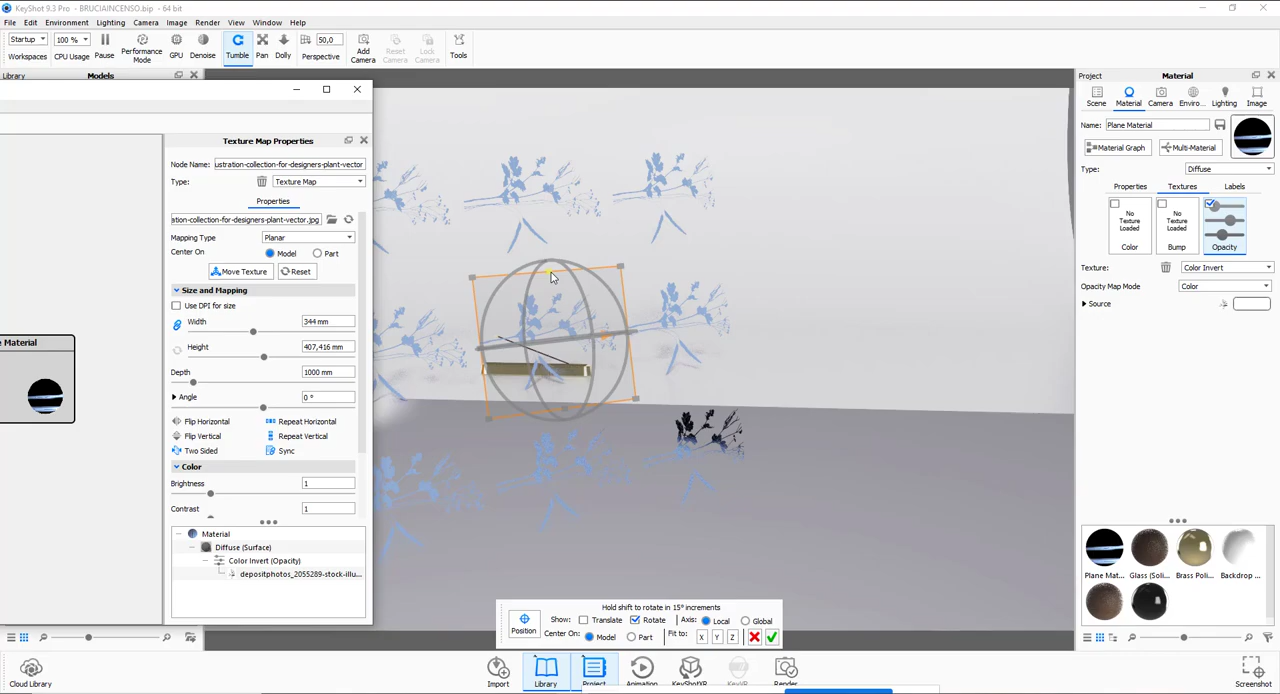 KeyShot 9.3 Pro - BRUCIAINCENSO.bip - 64 bit
File Edit Environment Lighting Camera Image Render View Window Help
Startup 100 % 50,0
Workspaces CPU Usage Pause Performance Mode GPU Denoise Tumble Pan Dolly Perspective Add Camera Reset Camera Lock Camera Tools
Library Models Project Material
Scene Material Camera Enviro... Lighting Image
Name: Plane Material
Material Graph Multi-Material
Type: Diffuse
Properties Textures Labels
No Texture Loaded No Texture Loaded
Color Bump Opacity
Texture: Color Invert
Opacity Map Mode Color
Source
Texture Map Properties
Node Name: ustration-collection-for-designers-plant-vector
Type: Texture Map
Properties
ation-collection-for-designers-plant-vector.jpg
Mapping Type Planar
Center On Model Part
Move Texture Reset
Size and Mapping
Use DPI for size
Width 344 mm
Height 407,416 mm
Depth 1000 mm
Angle 0 °
Flip Horizontal Repeat Horizontal
Flip Vertical Repeat Vertical
Two Sided Sync
Color
Brightness 1
Contrast 1
Material
Diffuse (Surface)
Color Invert (Opacity)
depositphotos_2055289-stock-illu...
e Material
Hold shift to rotate in 15° increments
Position Show: Translate Rotate Axis: Local Global
Center On: Model Part Fit to: X Y Z
Plane Mat... Glass (Soli... Brass Poli... Backdrop ...
Cloud Library Import Library Project Animation KeyShotXR KeyVR Render Screenshot